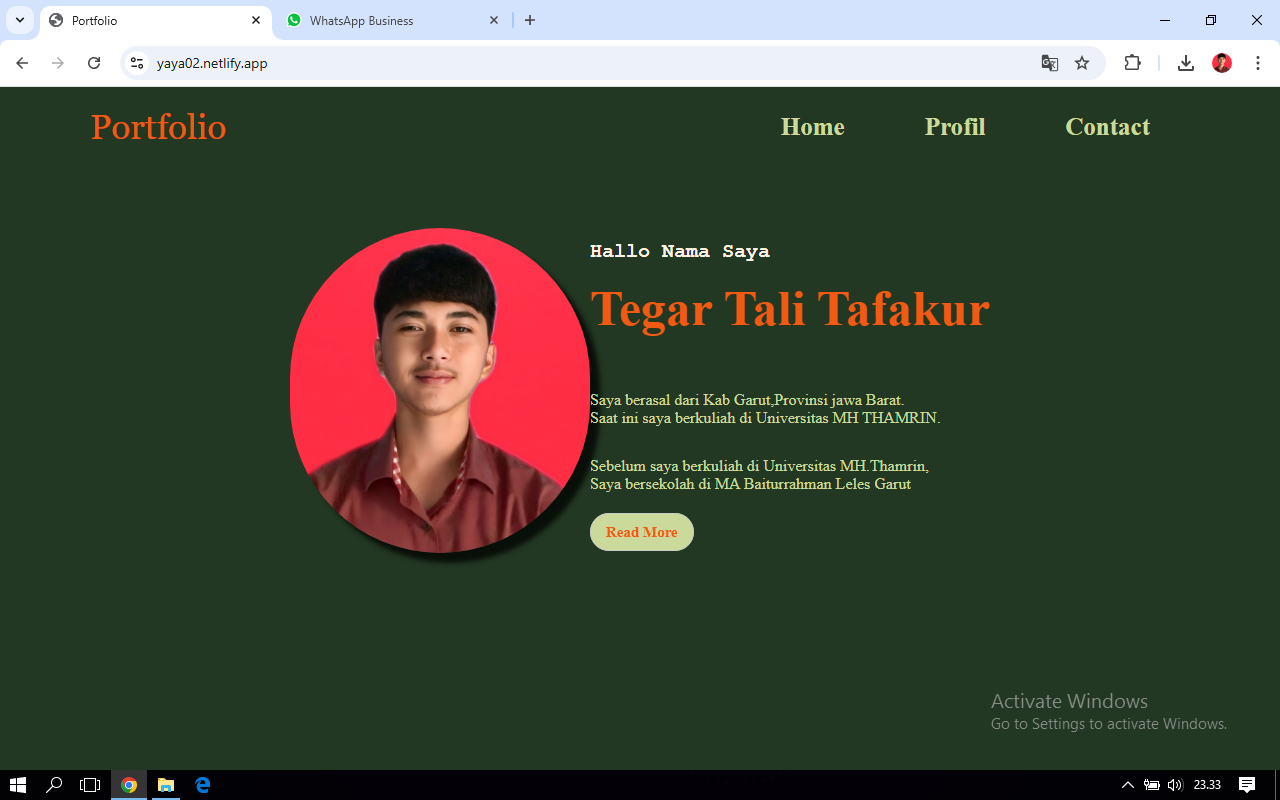 Portfolio
WhatsApp Business
yaya02.netlify.app
Portfolio
Home
Profil
Contact
Hallo Nama Saya
Tegar Tali Tafakur
Saya berasal dari Kab Garut,Provinsi jawa Barat.
Saat ini saya berkuliah di Universitas MH THAMRIN.
Sebelum saya berkuliah di Universitas MH.Thamrin,
Saya bersekolah di MA Baiturrahman Leles Garut
Read More
Activate Windows
Go to Settings to activate Windows.
23.33